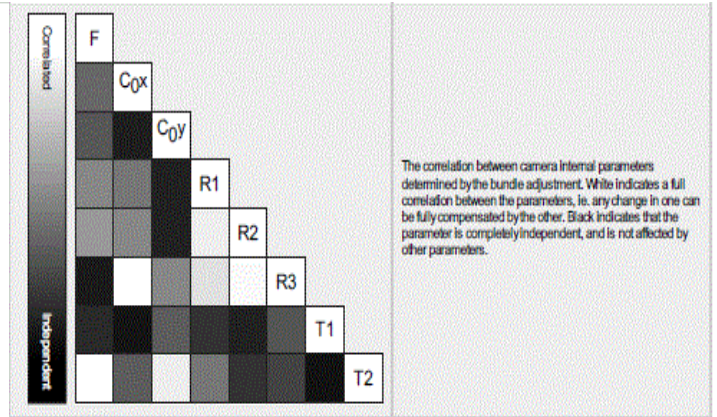 Correlated
Independent
F
C0x
C0y
R1
R2
R3
T1
T2
The correlation between camera internal parameters
determined by the bundle adjustment. White indicates a full
correlation between the parameters, ie. any change in one can
be fully compensated by the other. Black indicates that the
parameter is completely independent, and is not affected by
other parameters.